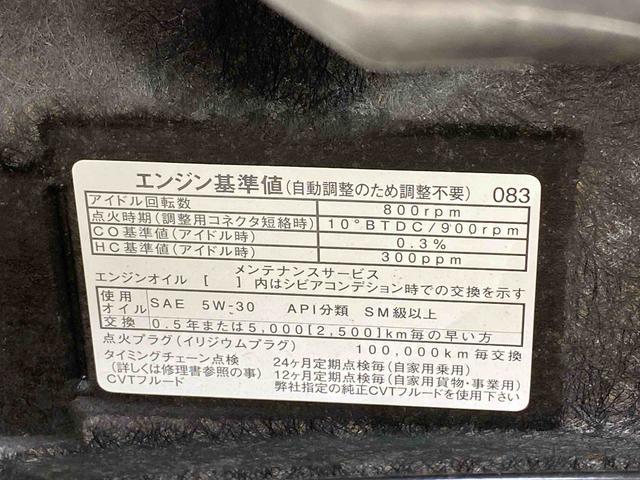 エンジン基準値(自動調整のため調整不要) 083
アイドル回転数 800rpm
点火時期(調整用コネクタ短絡時) 10°BTDC/900rpm
CO基準値(アイドル時) 0.3%
HC基準値(アイドル時) 300ppm
メンテナンスサービス
エンジンオイル [ ] 内はシビアコンデション時での交換を示す
使用オイル SAE 5W-30 API分類 SM級以上
交換 0.5年または5,000[2,500]km毎の早い方
点火プラグ(イリジウムプラグ) 100,000km毎交換
タイミングチェーン点検 24ヶ月定期点検毎(自家用乗用)
(詳しくは修理書参照の事) 12ヶ月定期点検毎(自家用貨物・事業用)
CVTフルード 弊社指定の純正CVTフルードを使用下さい